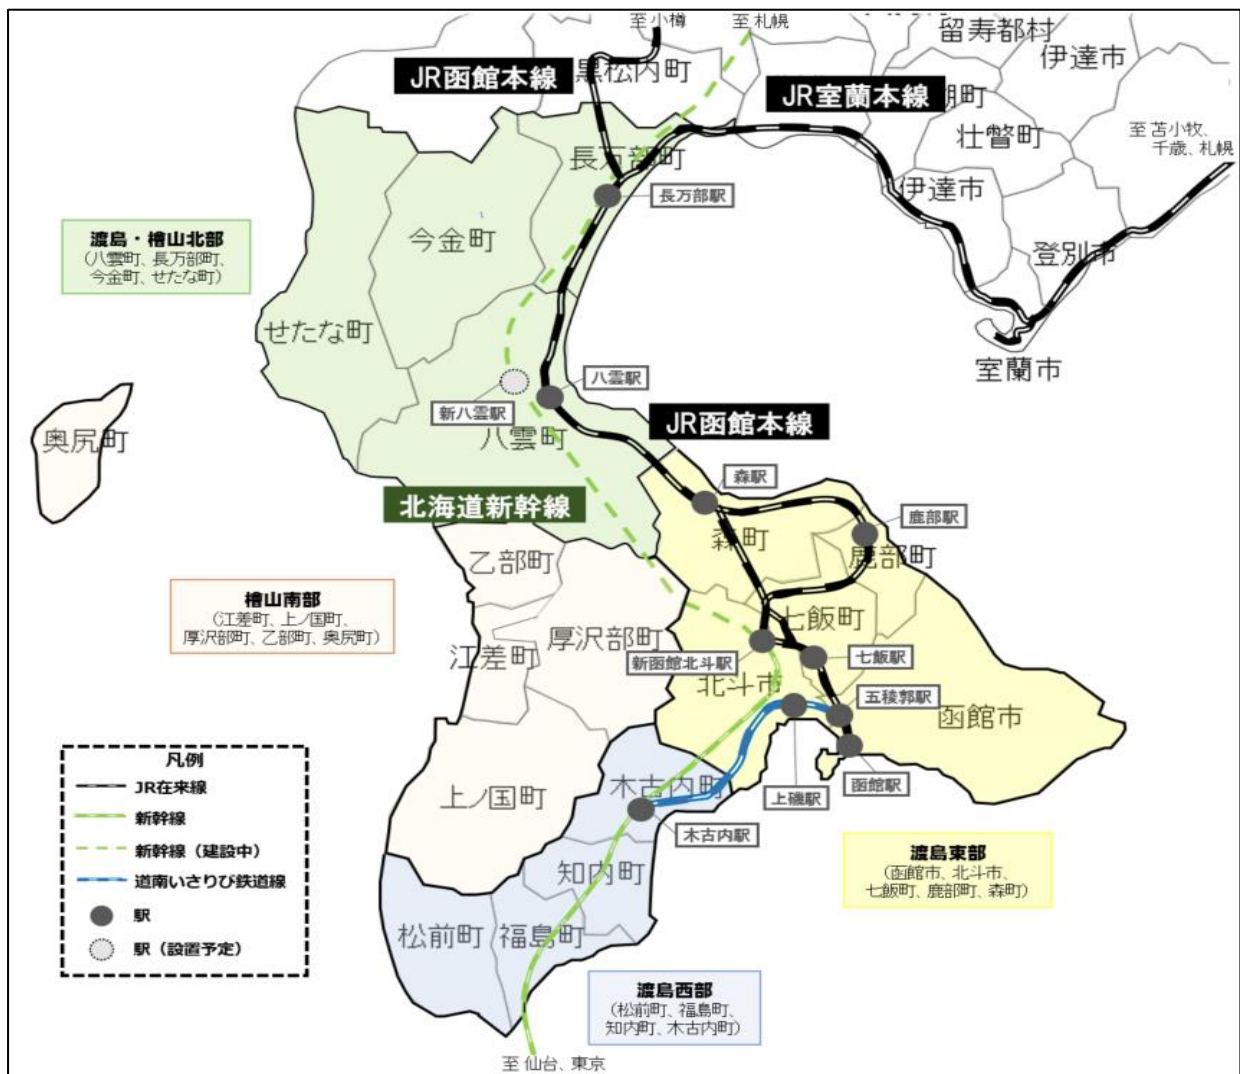 至 小樽
至 札幌
留寿都村
伊達市
JR函館本線
黒松内町
JR室蘭本線
壮瞥町
至 苫小牧、
千歳、札幌
長万部町
伊達市
長万部駅
渡島・檜山北部
(八雲町、長万部町、
今金町、せたな町)
今金町
登別市
せたな町
室蘭市
八雲駅
新八雲駅
八雲町
JR函館本線
奥尻町
北海道新幹線
森駅
鹿部駅
森町
鹿部町
乙部町
檜山南部
(江差町、上ノ国町、
厚沢部町、乙部町、奥尻町)
七飯町
厚沢部町
江差町
新函館北斗駅
七飯駅
北斗市
五稜郭駅
函館市
凡例
JR在来線
新幹線
新幹線（建設中）
道南いさりび鉄道線
駅
駅（設置予定）
木古内町
上ノ国町
上磯駅
函館駅
木古内駅
渡島東部
(函館市、北斗市、
七飯町、鹿部町、森町)
知内町
松前町
福島町
渡島西部
(松前町、福島町、
知内町、木古内町)
至 仙台、東京